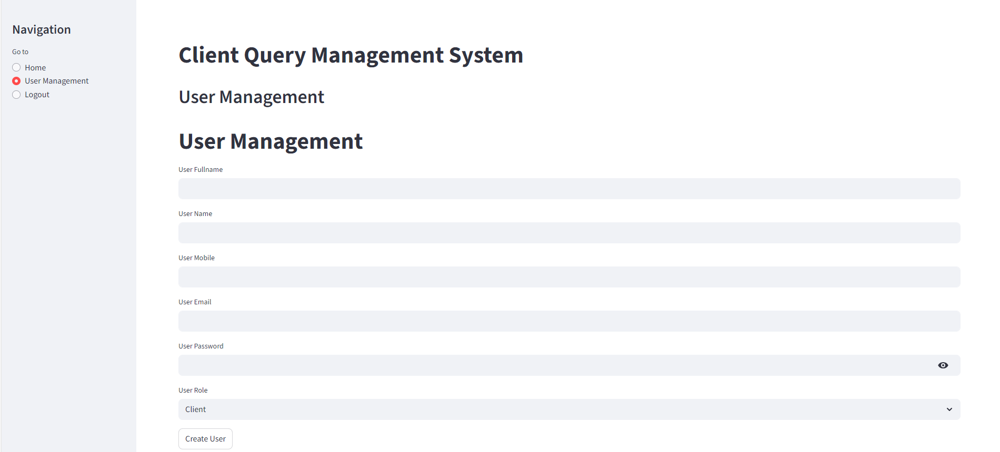 Navigation
Go to
Home
User Management
Logout
Client Query Management System
User Management
User Management
User Fullname
User Name
User Mobile
User Email
User Password
User Role
Client
Create User